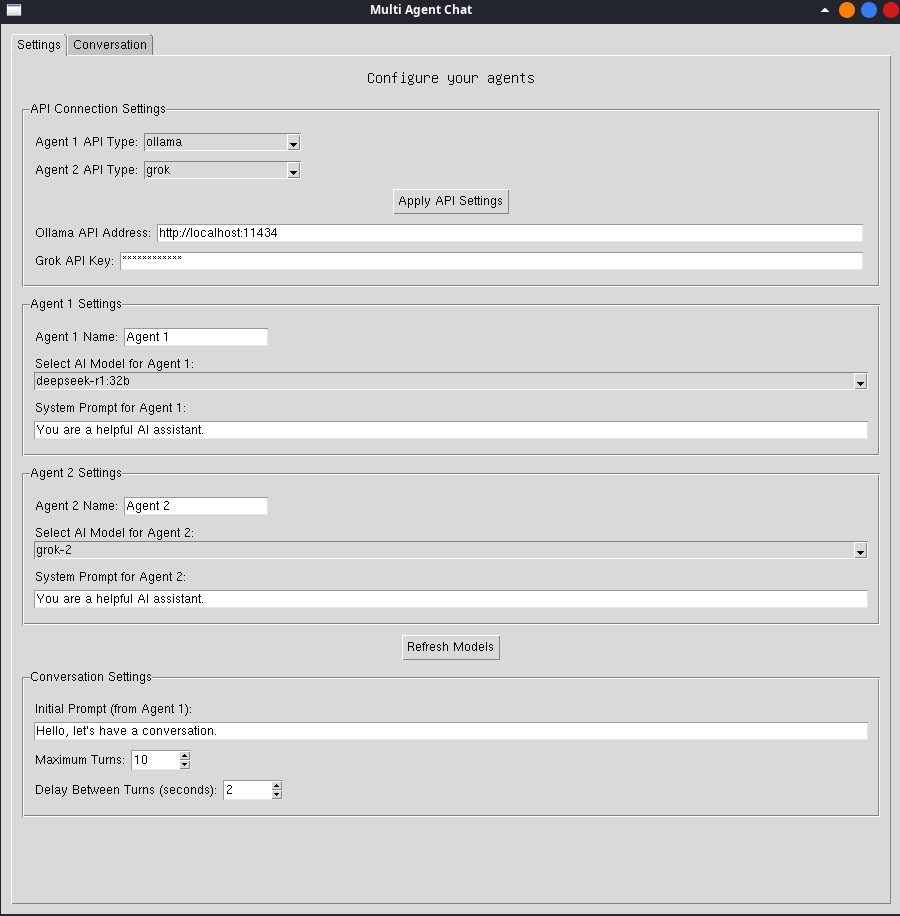 Multi Agent Chat
Settings Conversation
Configure your agents
API Connection Settings
Agent 1 API Type: ollama
Agent 2 API Type: grok
Apply API Settings
Ollama API Address: http://localhost:11434
Grok API Key: ************
Agent 1 Settings
Agent 1 Name: Agent 1
Select AI Model for Agent 1:
deepseek-r1:32b
System Prompt for Agent 1:
You are a helpful AI assistant.
Agent 2 Settings
Agent 2 Name: Agent 2
Select AI Model for Agent 2:
grok-2
System Prompt for Agent 2:
You are a helpful AI assistant.
Refresh Models
Conversation Settings
Initial Prompt (from Agent 1):
Hello, let's have a conversation.
Maximum Turns: 10
Delay Between Turns (seconds): 2